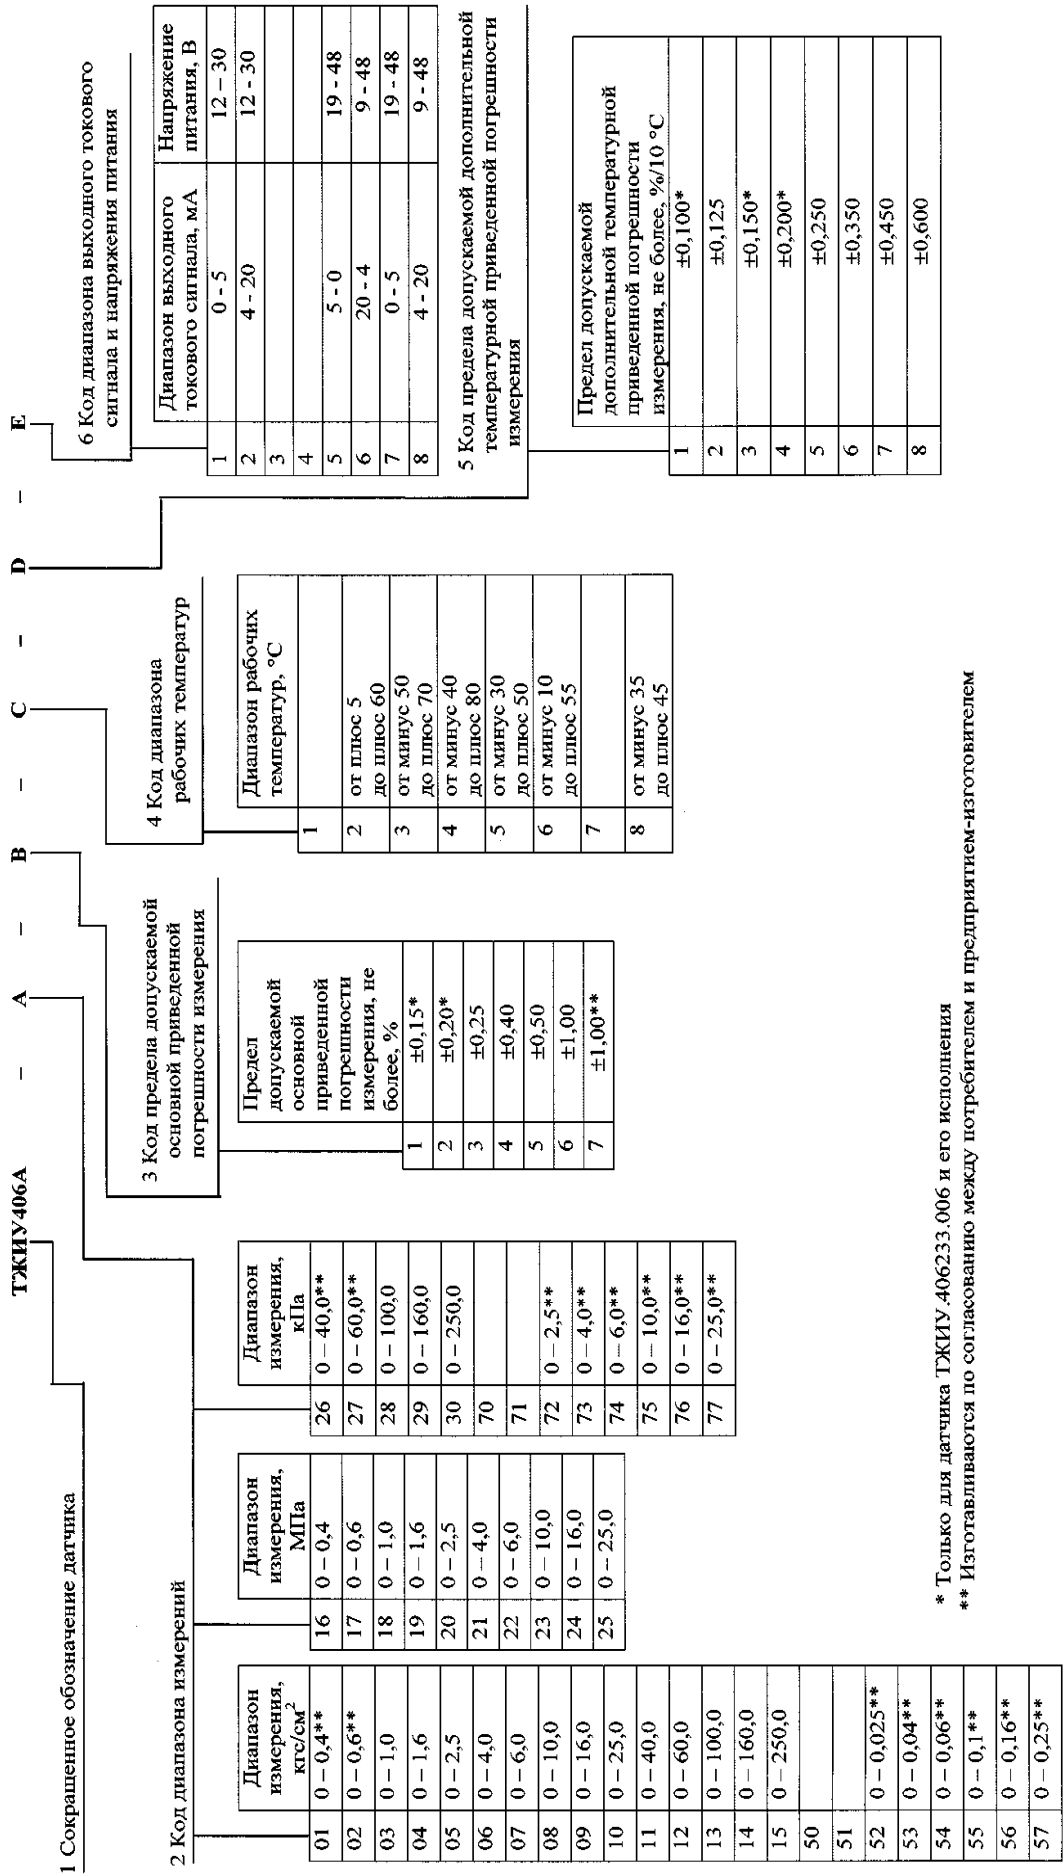 ТЖИУ406А – А – В – С – D – Е
1 Сокращенное обозначение датчика
2 Код диапазона измерений
Диапазон
измерения,
кгс/см²
01 0 – 0,4**
02 0 – 0,6**
03 0 – 1,0
04 0 – 1,6
05 0 – 2,5
06 0 – 4,0
07 0 – 6,0
08 0 – 10,0
09 0 – 16,0
10 0 – 25,0
11 0 – 40,0
12 0 – 60,0
13 0 – 100,0
14 0 – 160,0
15 0 – 250,0
50
51
52 0 – 0,025**
53 0 – 0,04**
54 0 – 0,06**
55 0 – 0,1**
56 0 – 0,16**
57 0 – 0,25**
Диапазон
измерения,
МПа
16 0 – 0,4
17 0 – 0,6
18 0 – 1,0
19 0 – 1,6
20 0 – 2,5
21 0 – 4,0
22 0 – 6,0
23 0 – 10,0
24 0 – 16,0
25 0 – 25,0
Диапазон
измерения,
кПа
26 0 – 40,0**
27 0 – 60,0**
28 0 – 100,0
29 0 – 160,0
30 0 – 250,0
70
71
72 0 – 2,5**
73 0 – 4,0**
74 0 – 6,0**
75 0 – 10,0**
76 0 – 16,0**
77 0 – 25,0**
3 Код предела допускаемой
основной приведенной
погрешности измерения
Предел
допускаемой
основной
приведенной
погрешности
измерения, не
более, %
1 ±0,15*
2 ±0,20*
3 ±0,25
4 ±0,40
5 ±0,50
6 ±1,00
7 ±1,00**
4 Код диапазона
рабочих температур
Диапазон рабочих
температур, °С
1
2 от плюс 5
до плюс 60
3 от минус 50
до плюс 70
4 от минус 40
до плюс 80
5 от минус 30
до плюс 50
6 от минус 10
до плюс 55
7
8 от минус 35
до плюс 45
6 Код диапазона выходного токового
сигнала и напряжения питания
Диапазон выходного Напряжение
токового сигнала, мА питания, В
1 0 - 5 12 – 30
2 4 - 20 12 - 30
3
4
5 5 - 0 19 - 48
6 20 - 4 9 - 48
7 0 - 5 19 - 48
8 4 - 20 9 - 48
5 Код предела допускаемой дополнительной
температурной приведенной погрешности
измерения
Предел допускаемой
дополнительной температурной
приведенной погрешности
измерения, не более, %/10 °С
1 ±0,100*
2 ±0,125
3 ±0,150*
4 ±0,200*
5 ±0,250
6 ±0,350
7 ±0,450
8 ±0,600
* Только для датчика ТЖИУ.406233.006 и его исполнения
** Изготавливаются по согласованию между потребителем и предприятием-изготовителем